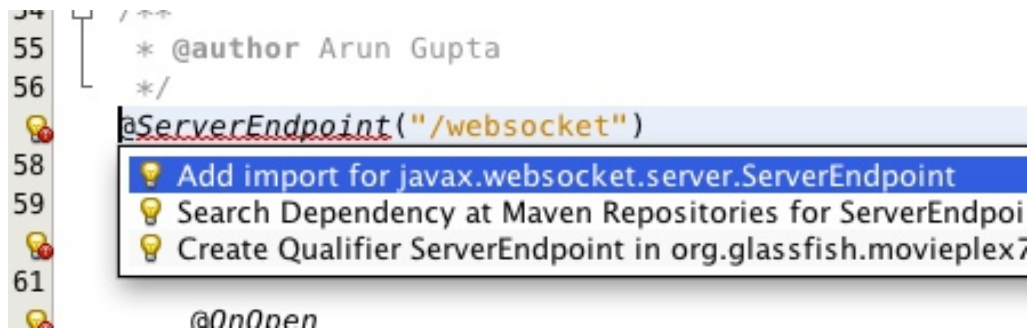 54 /**
55 * @author Arun Gupta
56 */
@ServerEndpoint("/websocket")
58 Add import for javax.websocket.server.ServerEndpoint
59 Search Dependency at Maven Repositories for ServerEndpoi
Create Qualifier ServerEndpoint in org.glassfish.movieplex7
61
@OnOpen